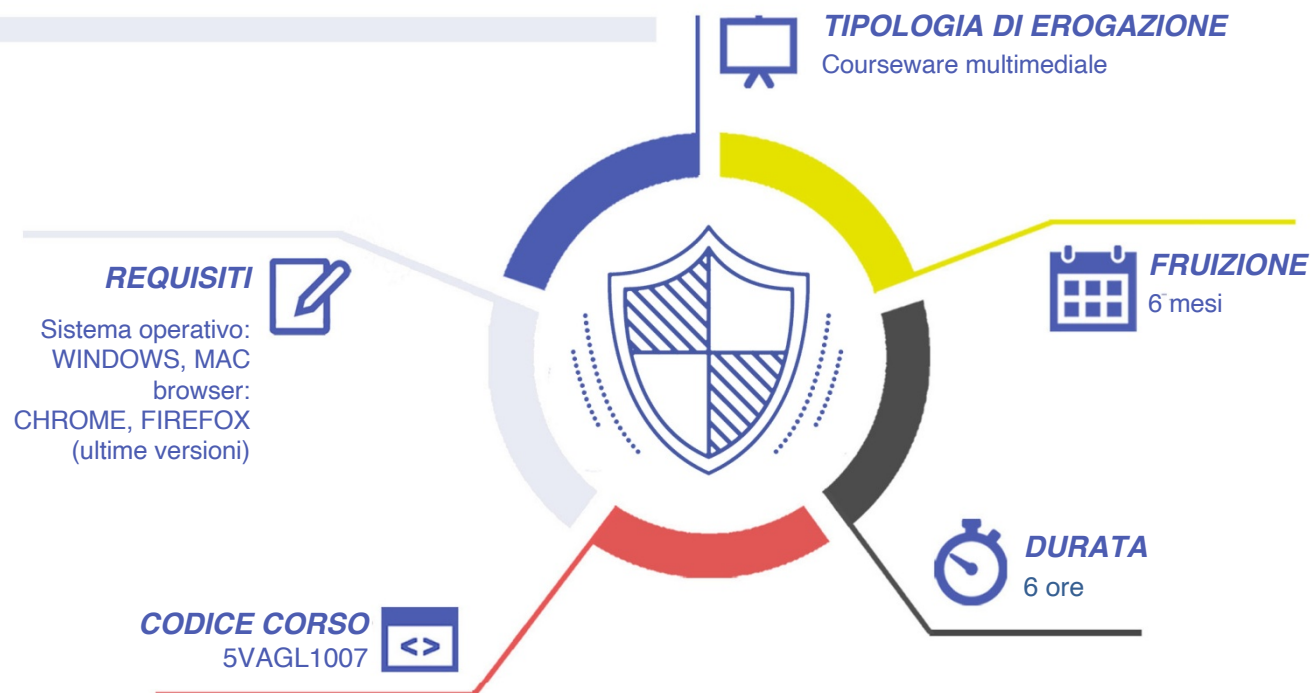 TIPOLOGIA DI EROGAZIONE
Courseware multimediale
FRUIZIONE
6 mesi
REQUISITI
Sistema operativo:
WINDOWS, MAC
browser:
CHROME, FIREFOX
(ultime versioni)
DURATA
6 ore
CODICE CORSO
5VAGL1007